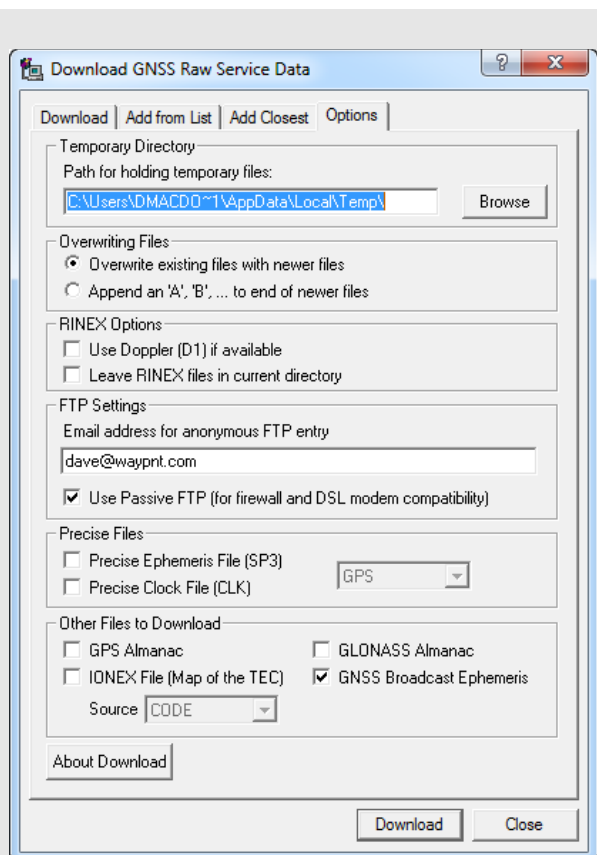 Download GNSS Raw Service Data
Download Add from List Add Closest Options
Temporary Directory
Path for holding temporary files:
C:\Users\DMACDO~1\AppData\Local\Temp\ Browse
Overwriting Files
Overwrite existing files with newer files
Append an 'A', 'B', ... to end of newer files
RINEX Options
Use Doppler (D1) if available
Leave RINEX files in current directory
FTP Settings
Email address for anonymous FTP entry
dave@waypnt.com
Use Passive FTP (for firewall and DSL modem compatibility)
Precise Files
Precise Ephemeris File (SP3)
GPS
Precise Clock File (CLK)
Other Files to Download
GPS Almanac GLONASS Almanac
IONEX File (Map of the TEC) GNSS Broadcast Ephemeris
Source CODE
About Download
Download Close